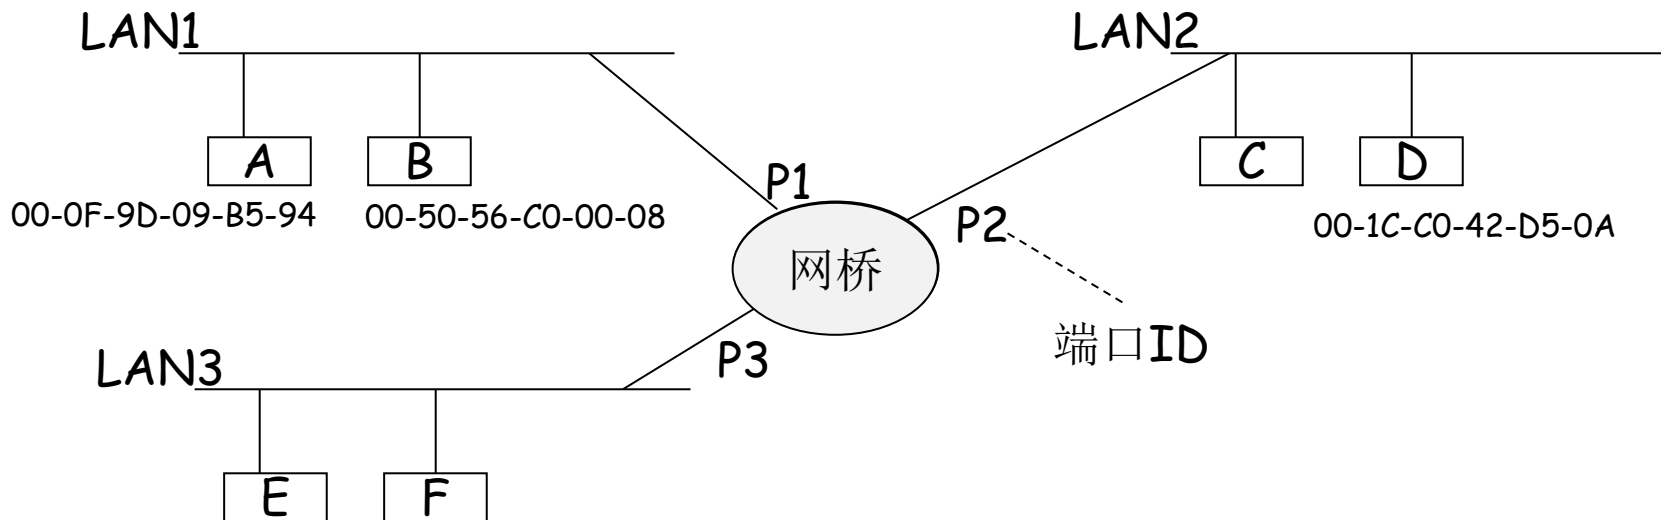 LAN1
LAN2
A
B
C
D
P1
00-0F-9D-09-B5-94
00-50-56-C0-00-08
P2
00-1C-C0-42-D5-0A
网桥
端口ID
P3
LAN3
E
F